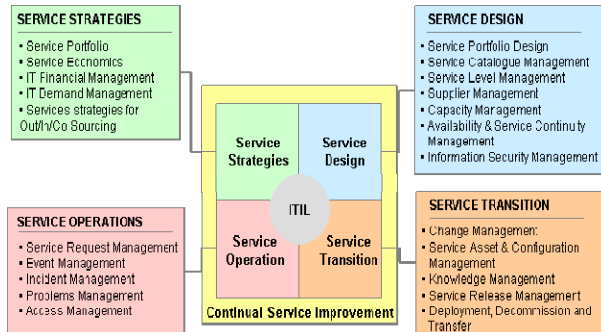 SERVICE STRATEGIES
• Service Portfolio
• Service Economics
• IT Financial Management
• IT Demand Management
• Services strategies for
Out/In/Co Sourcing
SERVICE DESIGN
• Service Portfolio Design
• Service Catalogue Management
• Service Level Management
• Supplier Management
• Capacity Management
• Availability & Service Continuity
Management
• Information Security Management
Service
Strategies
Service
Design
ITIL
Service
Operation
Service
Transition
Continual Service Improvement
SERVICE OPERATIONS
• Service Request Management
• Event Management
• Incident Management
• Problems Management
• Access Management
SERVICE TRANSITION
• Change Management
• Service Asset & Configuration
Management
• Knowledge Management
• Service Release Management
• Deployment, Decommission and
Transfer